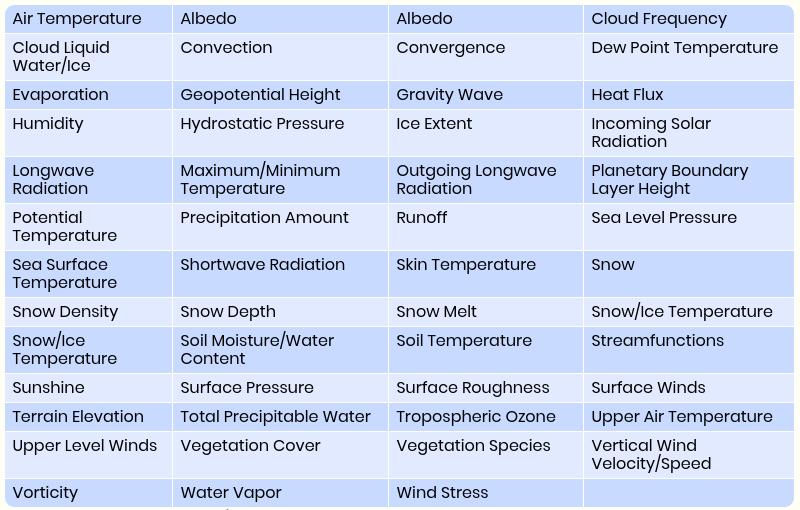 Air Temperature
Albedo
Albedo
Cloud Frequency
Cloud Liquid
Water/Ice
Convection
Convergence
Dew Point Temperature
Evaporation
Geopotential Height
Gravity Wave
Heat Flux
Humidity
Hydrostatic Pressure
Ice Extent
Incoming Solar
Radiation
Longwave
Radiation
Maximum/Minimum
Temperature
Outgoing Longwave
Radiation
Planetary Boundary
Layer Height
Potential
Temperature
Precipitation Amount
Runoff
Sea Level Pressure
Sea Surface
Temperature
Shortwave Radiation
Skin Temperature
Snow
Snow Density
Snow Depth
Snow Melt
Snow/Ice Temperature
Snow/Ice
Temperature
Soil Moisture/Water
Content
Soil Temperature
Streamfunctions
Sunshine
Surface Pressure
Surface Roughness
Surface Winds
Terrain Elevation
Total Precipitable Water
Tropospheric Ozone
Upper Air Temperature
Upper Level Winds
Vegetation Cover
Vegetation Species
Vertical Wind
Velocity/Speed
Vorticity
Water Vapor
Wind Stress